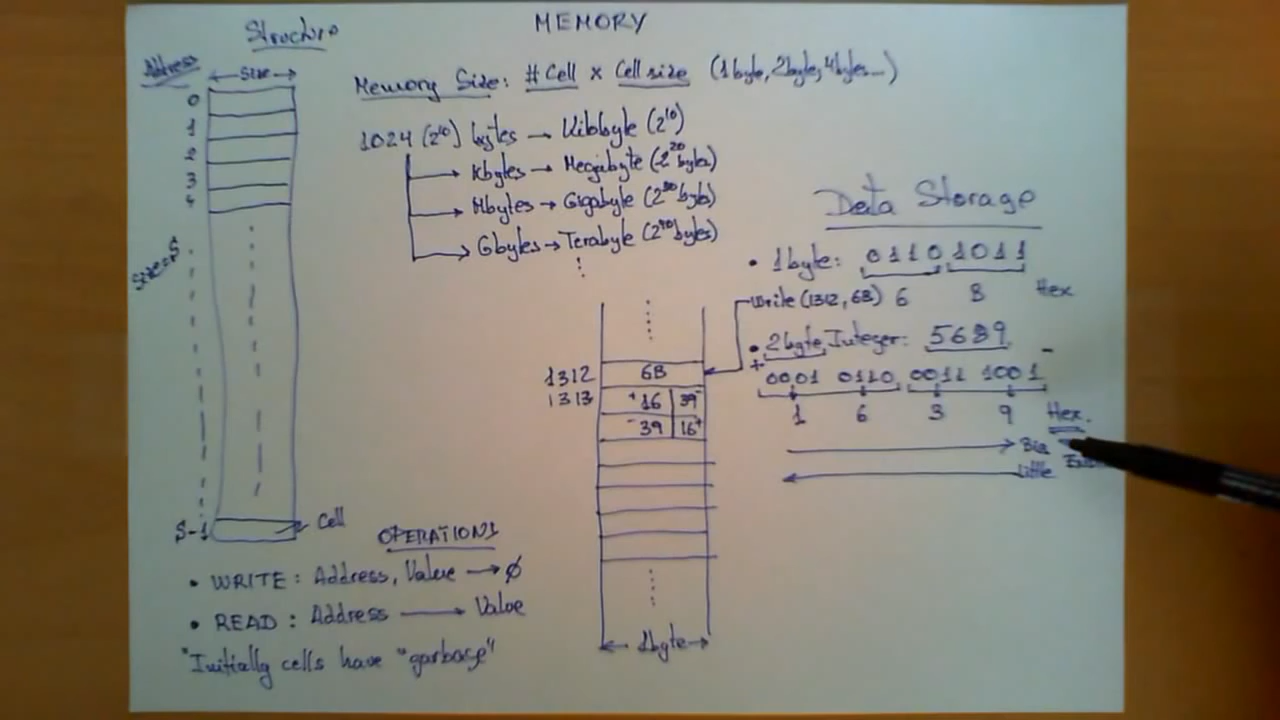 MEMORY
Structure
Address
Size
0
1
2
3
4
Size=S
S-1
Cell
Memory Size: #Cell x Cell size (1byte, 2byte, 4bytes...)
1024 (2^10) bytes → Kilobyte (2^10)
Kbytes → Megabyte (2^20 bytes)
Mbytes → Gigabyte (2^30 bytes)
Gbytes → Terabyte (2^40 bytes)
OPERATIONS
• WRITE: Address, Value → Ø
• READ: Address → Value
"Initially cells have "garbage"
1312 6B
1313 +16 39-
-39 16+
1byte
Data Storage
• 1byte: 0110 1011
Write (1312, 6B) 6 B Hex
• 2byte Integer: 5689
+ -
0001 0110 0011 1001
1 6 3 9 Hex.
Big
Little